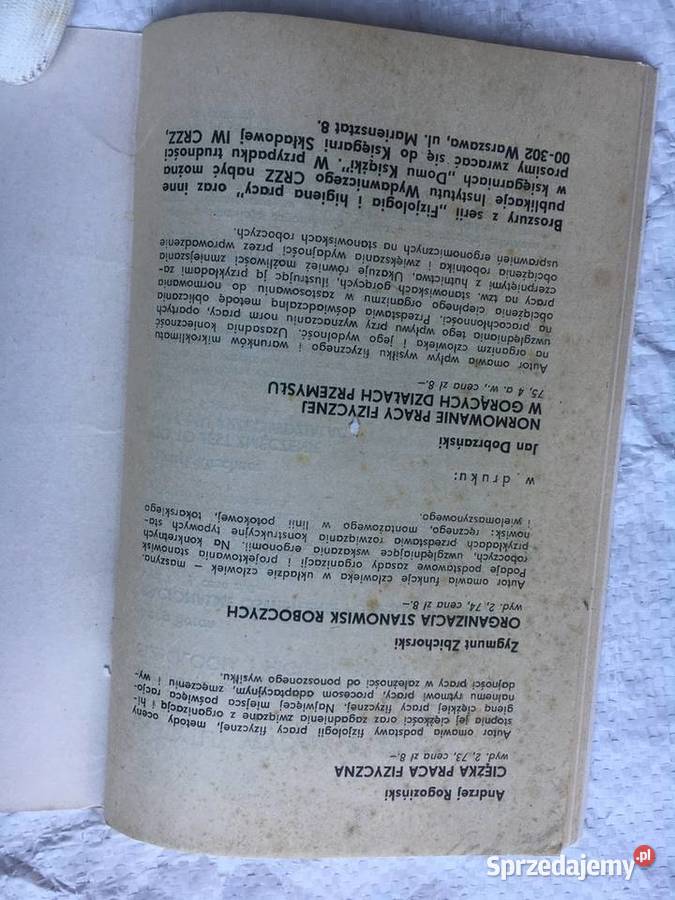 Andrzej Rogoziński
CIĘŻKA PRACA FIZYCZNA
wyd. 2, 73, cena zł 8.—
Autor omawia podstawy fizjologii pracy fizycznej, metody oceny
stopnia jej ciężkości oraz zagadnienia związane z organizacją i hi-
gieną ciężkiej pracy fizycznej. Najwięcej miejsca poświęca racjo-
nalnemu rytmowi pracy, procesom adaptacyjnym, zmęczeniu i wy-
dajności pracy w zależności od ponoszonego wysiłku.
Zygmunt Zbichorski
ORGANIZACJA STANOWISK ROBOCZYCH
wyd. 2, 74, cena zł 8.—
Autor omawia funkcje człowieka w układzie człowiek — maszyna.
Podaje podstawowe zasady organizacji i projektowania stanowisk
roboczych, uwzględniające wskazania ergonomii. Na konkretnych
przykładach przedstawia rozwiązania konstrukcyjne typowych sta-
nowisk: ręcznego, montażowego w linii potokowej, tokarskiego
i wielomaszynowego.
w druku:
Jan Dobrzański
NORMOWANIE PRACY FIZYCZNEJ
W GORĄCYCH DZIAŁACH PRZEMYSŁU
75, 4 a. w., cena zł 8.—
Autor omawia wpływ wysiłku fizycznego i warunków mikroklimatu
na organizm człowieka i jego wydolność. Uzasadnia konieczność
uwzględnienia tego wpływu przy wyznaczaniu norm pracy, opartych
na pracochłonności. Przedstawia doświadczalną metodę obliczania
obciążenia cieplnego organizmu w zastosowaniu do normowania
pracy na tzw. stanowiskach gorących, ilustrując ją przykładami za-
czerpniętymi z hutnictwa. Ukazuje również możliwości zmniejszania
obciążenia robotnika i zwiększania wydajności przez wprowadzenie
usprawnień ergonomicznych na stanowiskach roboczych.
Broszury z serii „Fizjologia i higiena pracy” oraz inne
publikacje Instytutu Wydawniczego CRZZ nabyć można
w księgarniach „Domu Książki”. W przypadku trudności
prosimy zwracać się do Księgarni Składowej IW CRZZ,
00-302 Warszawa, ul. Mariensztat 8.
Sprzedajemy.pl